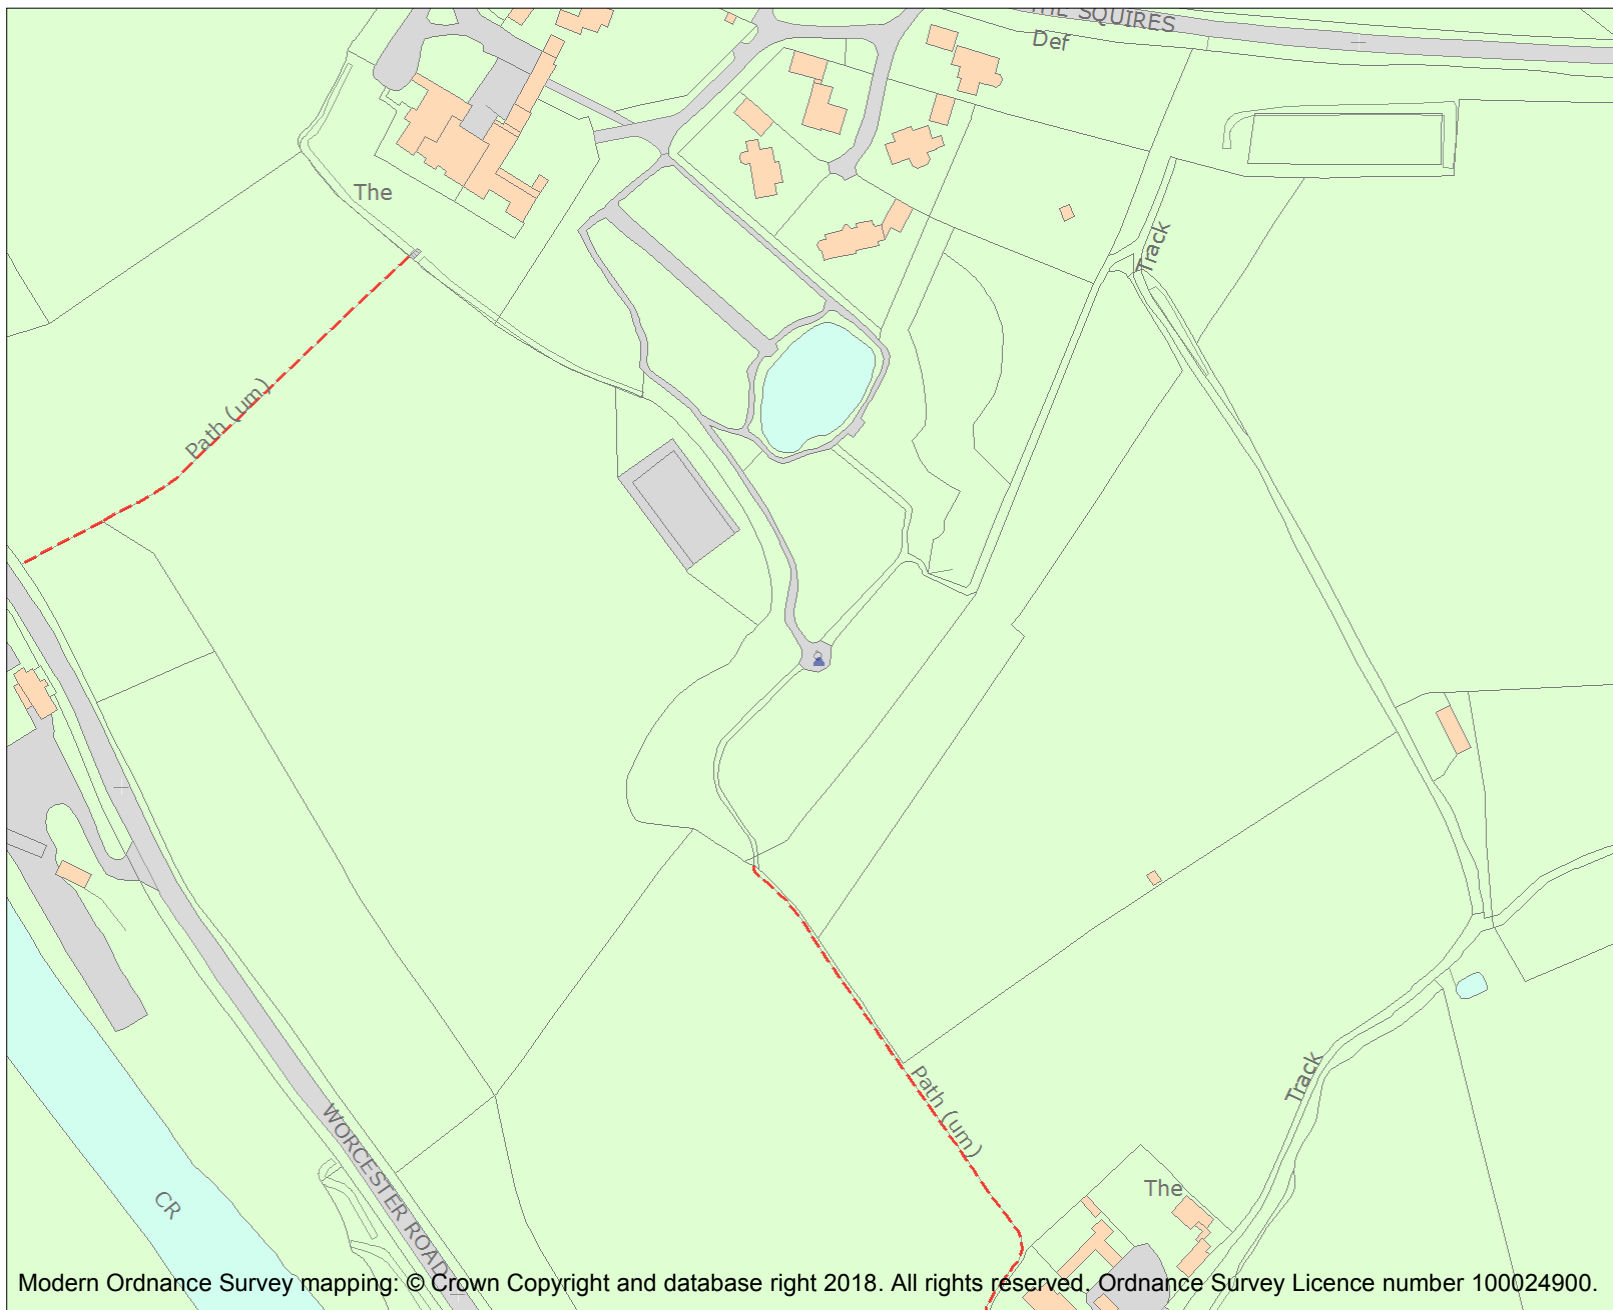 THE SQUIRES
Def
The
Track
Path (um)
Path (um)
Track
The
CR
WORCESTER ROAD
Modern Ordnance Survey mapping: © Crown Copyright and database right 2018. All rights reserved. Ordnance Survey Licence number 100024900.